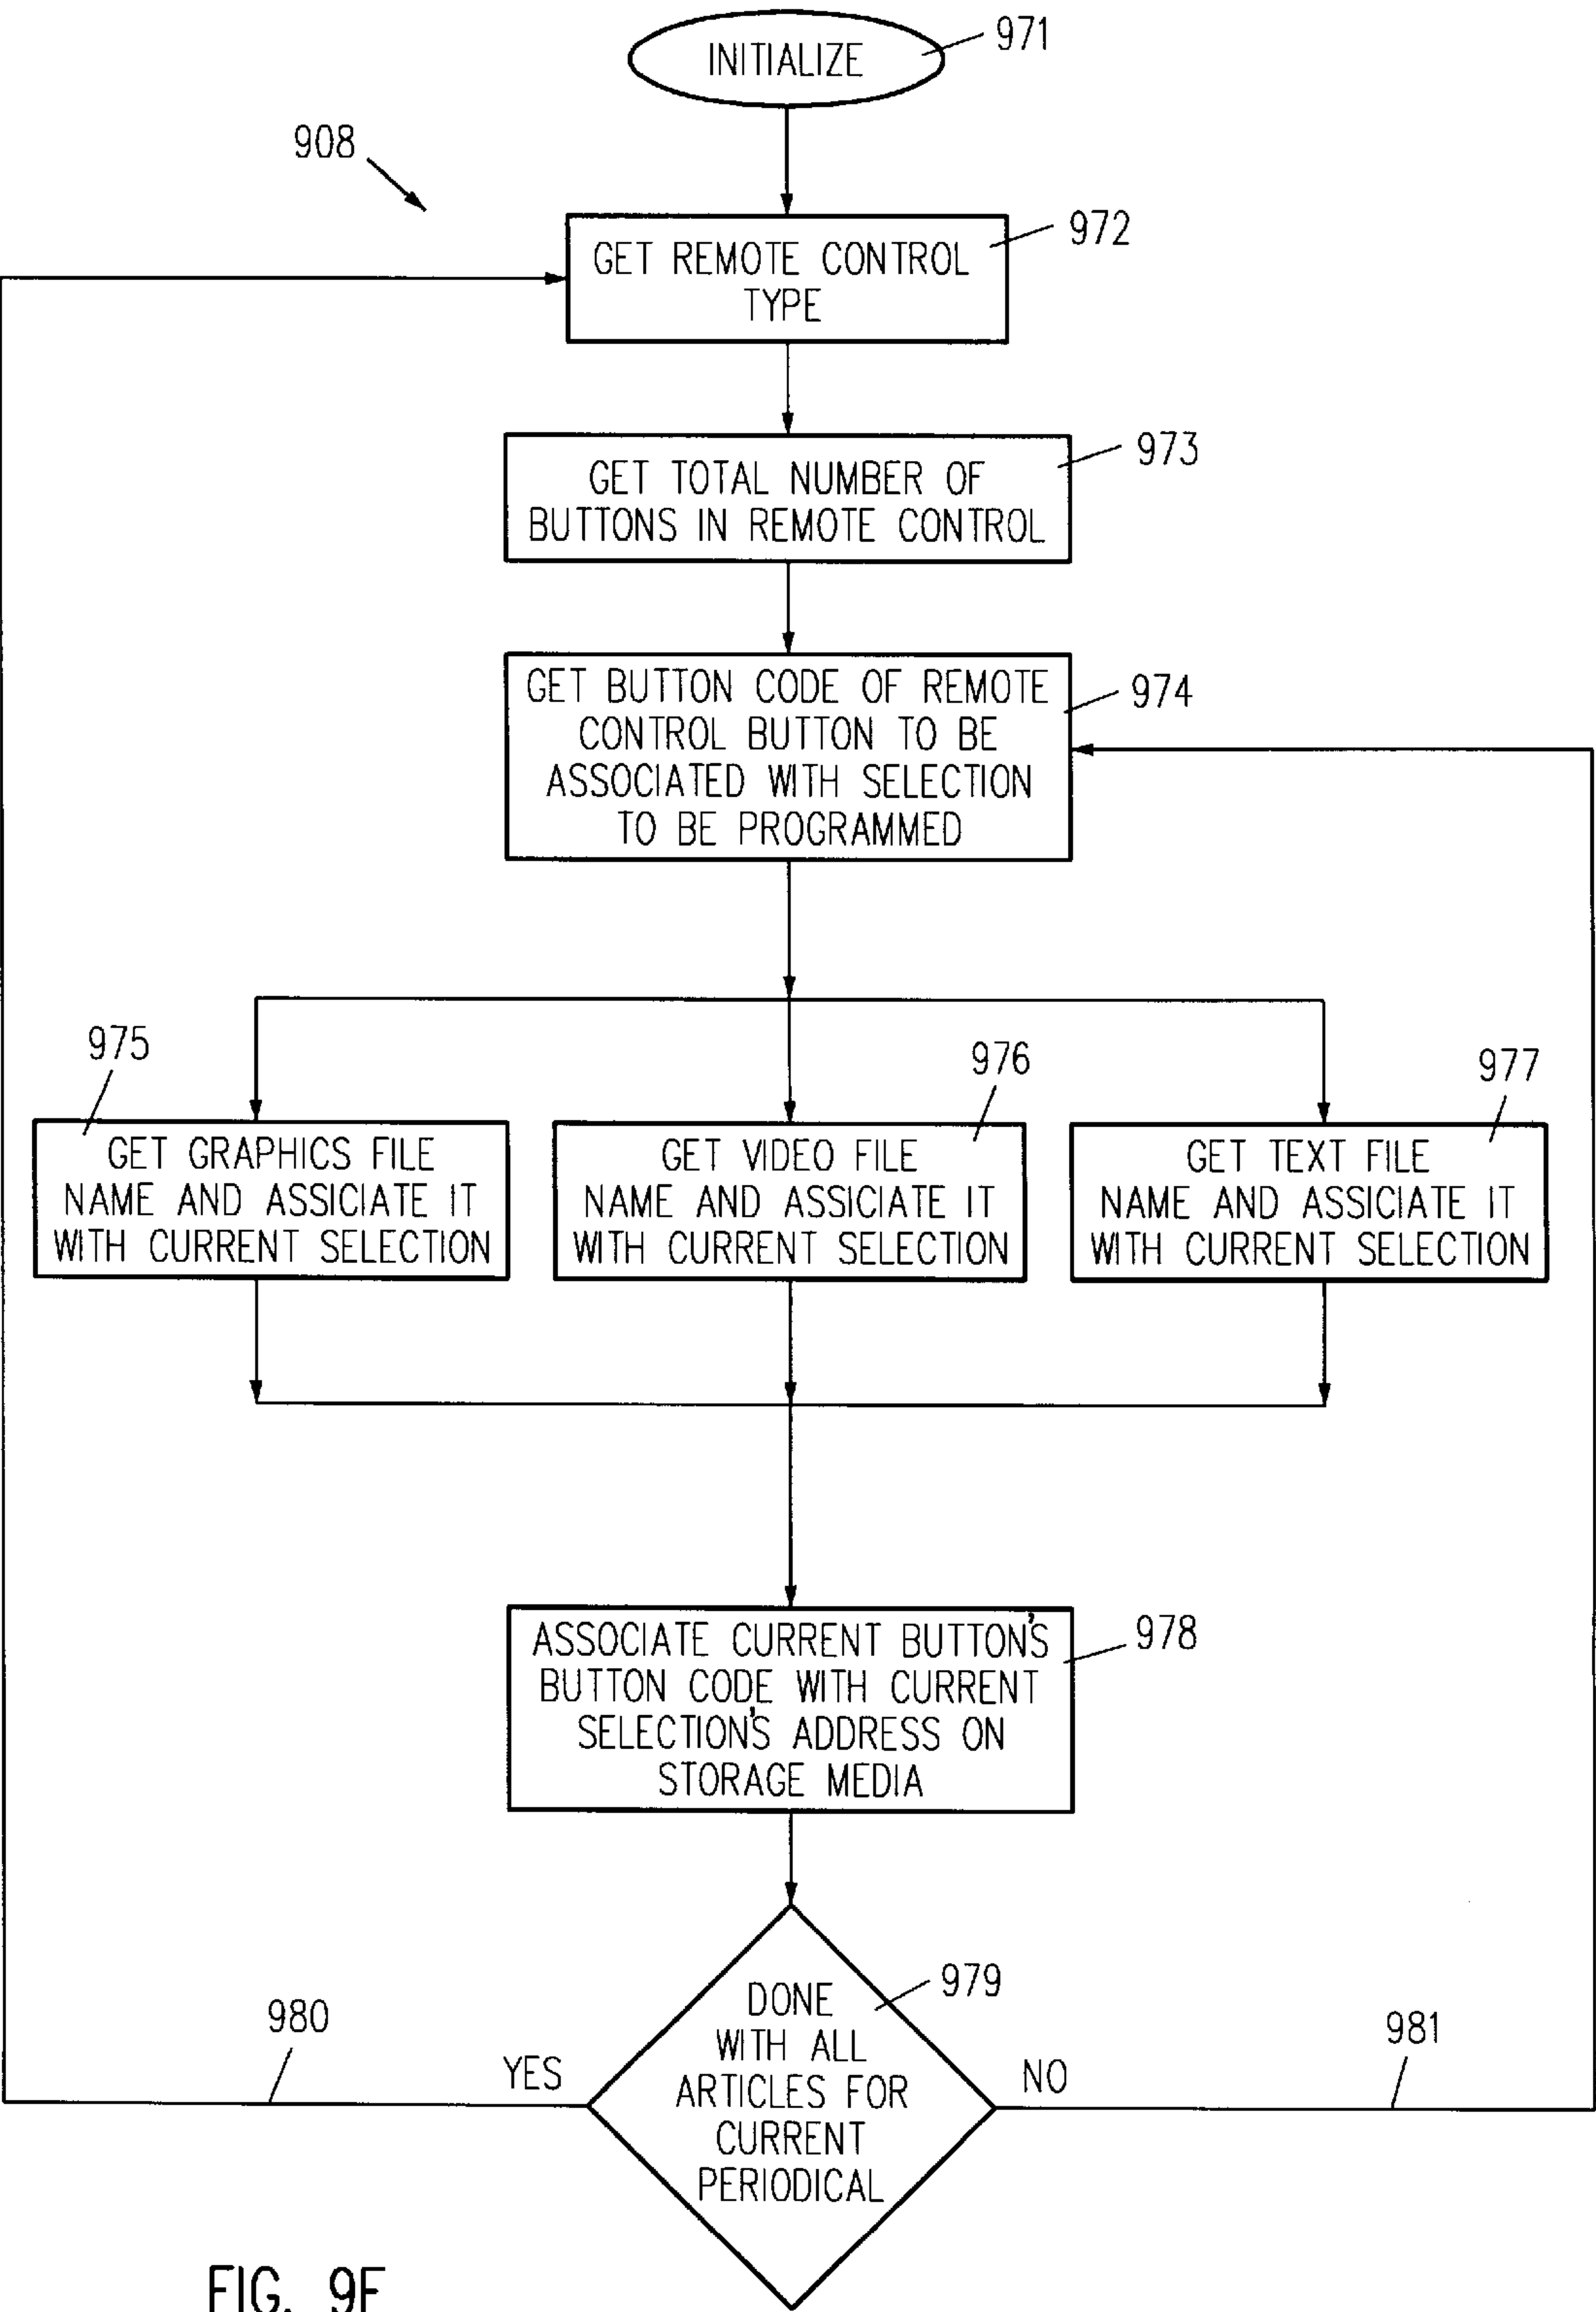 INITIALIZE
971
908
GET REMOTE CONTROL
TYPE
972
GET TOTAL NUMBER OF
BUTTONS IN REMOTE CONTROL
973
GET BUTTON CODE OF REMOTE
CONTROL BUTTON TO BE
ASSOCIATED WITH SELECTION
TO BE PROGRAMMED
974
975
GET GRAPHICS FILE
NAME AND ASSICIATE IT
WITH CURRENT SELECTION
976
GET VIDEO FILE
NAME AND ASSICIATE IT
WITH CURRENT SELECTION
977
GET TEXT FILE
NAME AND ASSICIATE IT
WITH CURRENT SELECTION
ASSOCIATE CURRENT BUTTON'S
BUTTON CODE WITH CURRENT
SELECTION'S ADDRESS ON
STORAGE MEDIA
978
DONE
WITH ALL
ARTICLES FOR
CURRENT
PERIODICAL
979
980
YES
NO
981
FIG. 9F